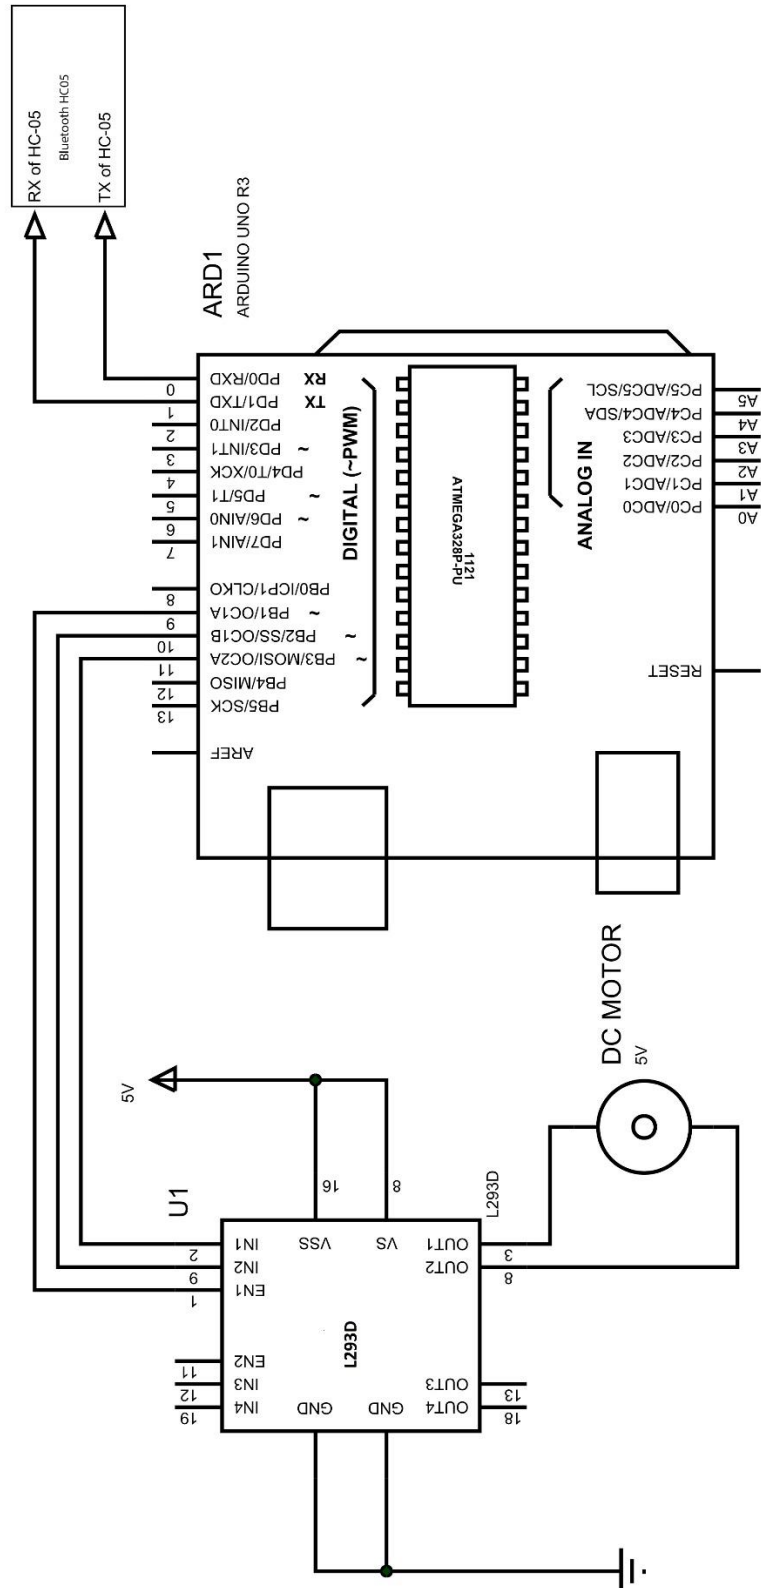 RX of HC-05
Bluetooth HC05
TX of HC-05
ARD1
ARDUINO UNO R3
0
PD0/RXD
RX
1
PD1/TXD
TX
2
PD2/INT0
3
PD3/INT1
~
4
PD4/T0/XCK
5
PD5/T1
~
6
PD6/AIN0
~
7
PD7/AIN1
8
PB0/ICP1/CLKO
9
PB1/OC1A
~
10
PB2/SS/OC1B
~
11
PB3/MOSI/OC2A
~
12
PB4/MISO
13
PB5/SCK
AREF
DIGITAL (~PWM)
ATMEGA328P-PU
1121
ANALOG IN
PC5/ADC5/SCL
A5
PC4/ADC4/SDA
A4
PC3/ADC3
A3
PC2/ADC2
A2
PC1/ADC1
A1
PC0/ADC0
A0
RESET
DC MOTOR
5V
5V
U1
16
8
L293D
2
IN1
VSS
VS
OUT1
3
9
IN2
OUT2
8
1
EN1
L293D
11
EN2
12
IN3
OUT3
13
19
IN4
GND
GND
OUT4
18